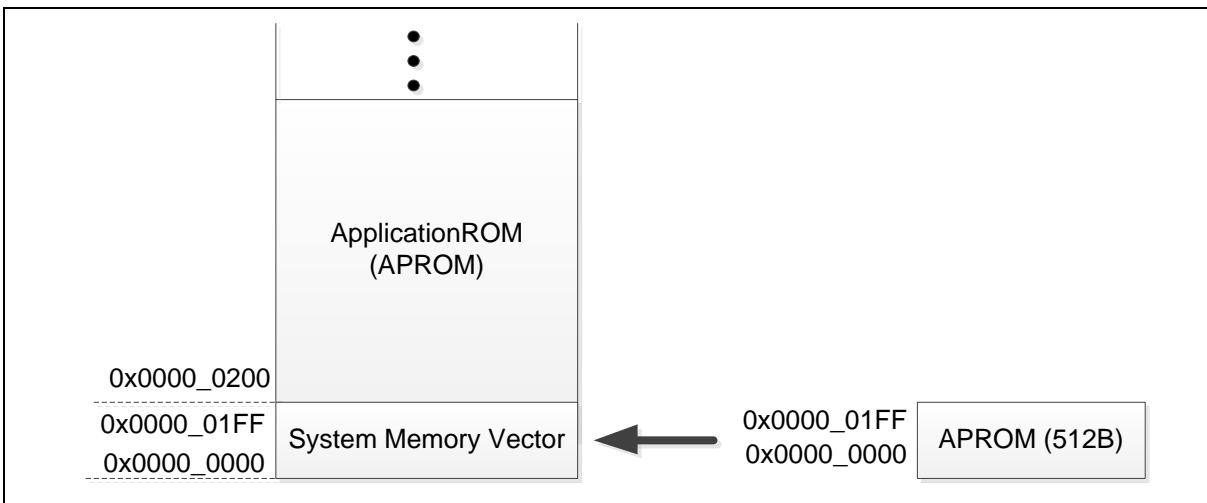 ApplicationROM
(APROM)
0x0000_0200
0x0000_01FF
0x0000_0000
System Memory Vector
0x0000_01FF
0x0000_0000
APROM (512B)